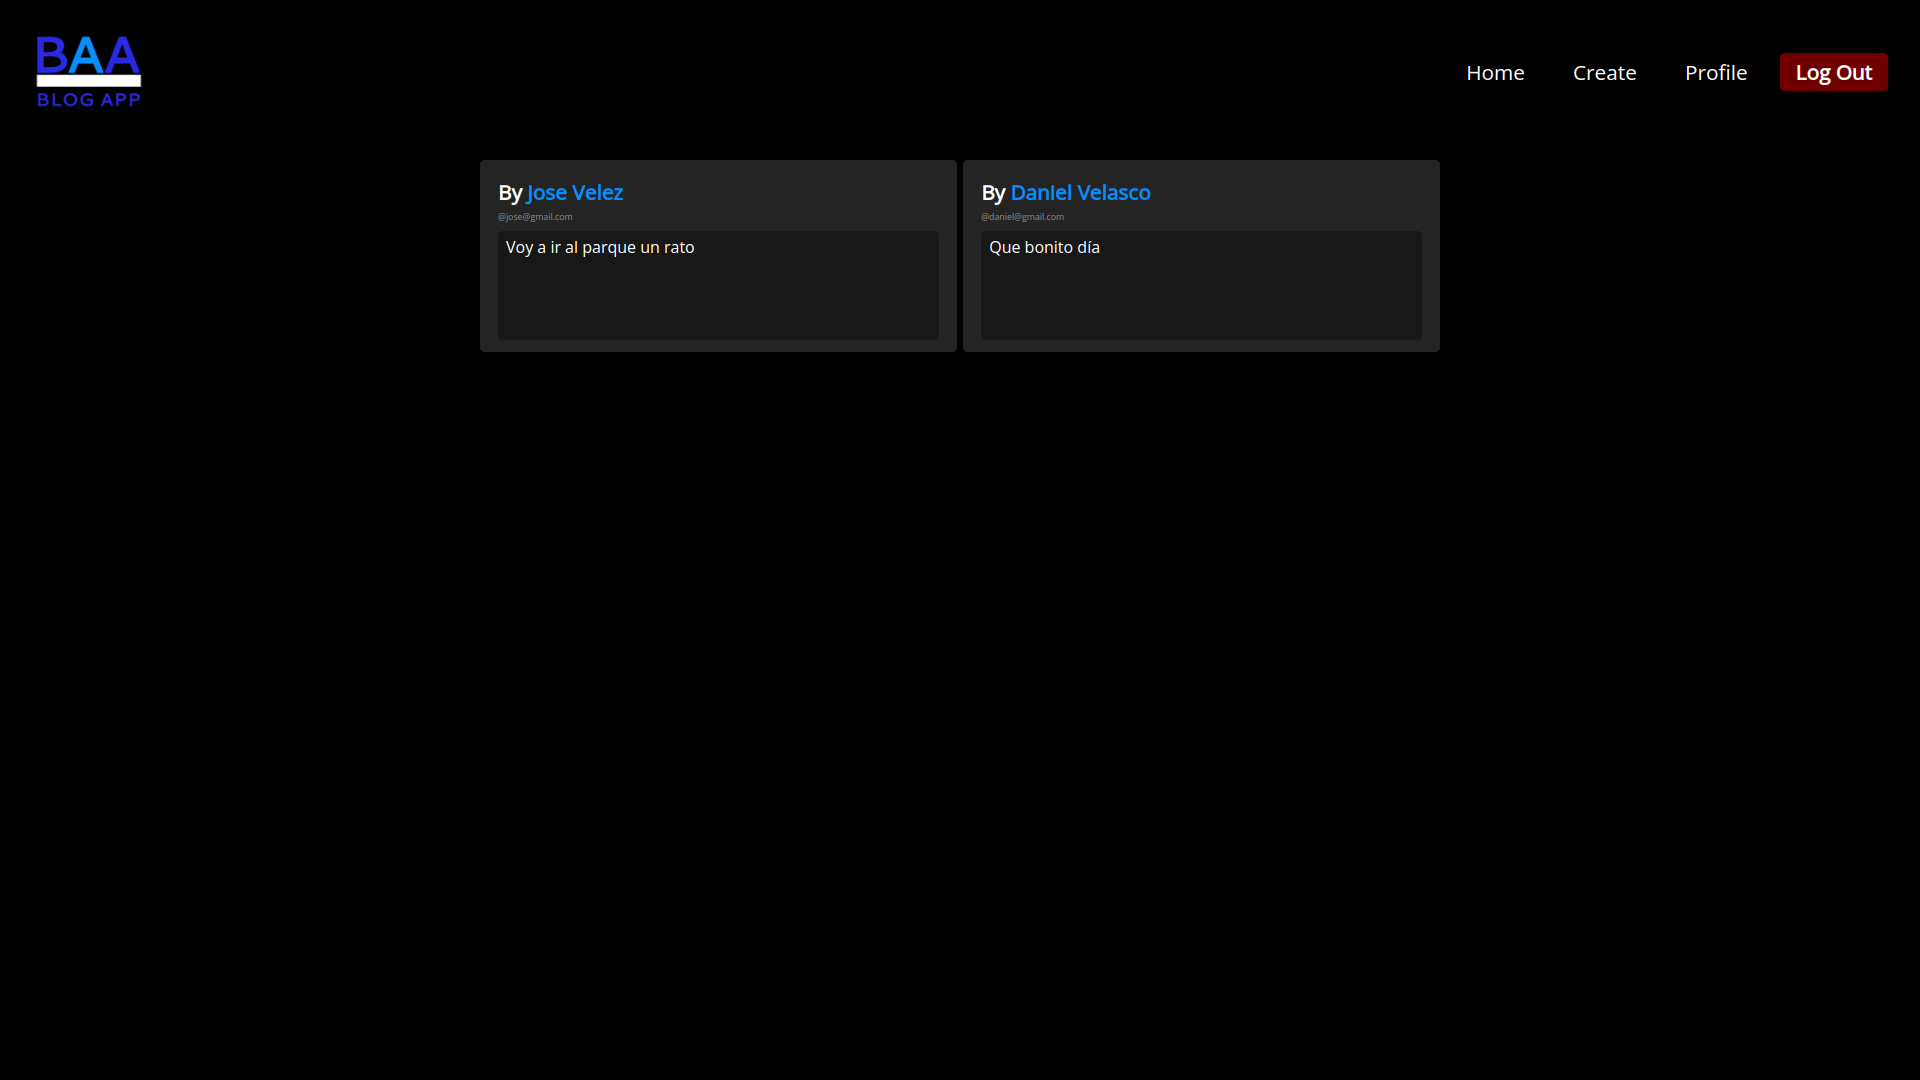 BAA
BLOG APP
Home
Create
Profile
Log Out
By Jose Velez
@jose@gmail.com
Voy a ir al parque un rato
By Daniel Velasco
@daniel@gmail.com
Que bonito día